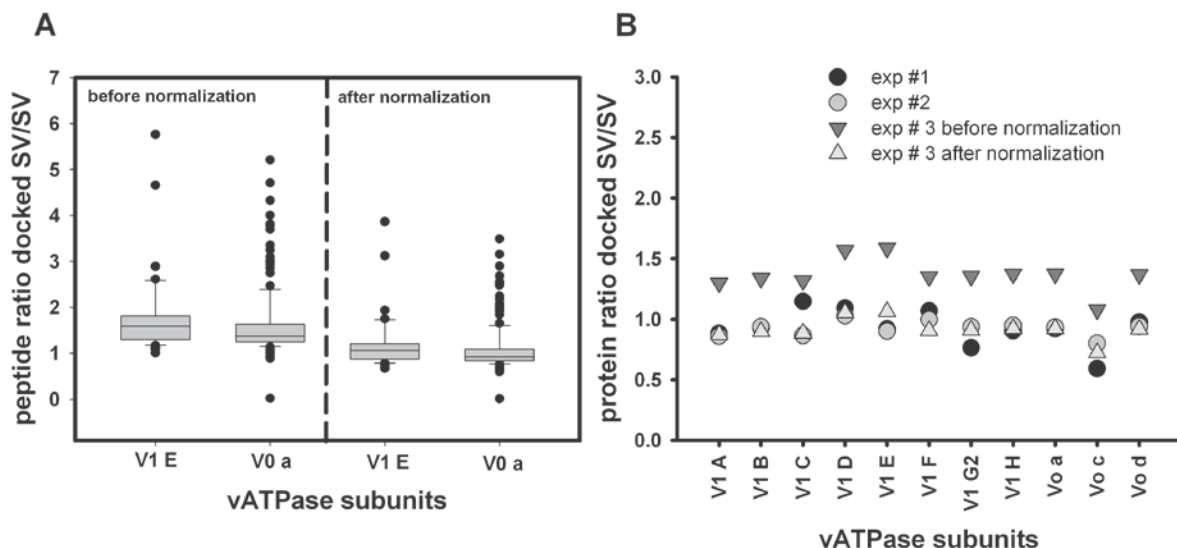 A
peptide ratio docked SV/SV
7
6
5
4
3
2
1
0
before normalization
after normalization
V1 E
V0 a
V1 E
V0 a
vATPase subunits
B
protein ratio docked SV/SV
3.0
2.5
2.0
1.5
1.0
0.5
0.0
exp #1
exp #2
exp # 3 before normalization
exp # 3 after normalization
V1 A
V1 B
V1 C
V1 D
V1 E
V1 F
V1 G2
V1 H
Vo a
Vo c
Vo d
vATPase subunits